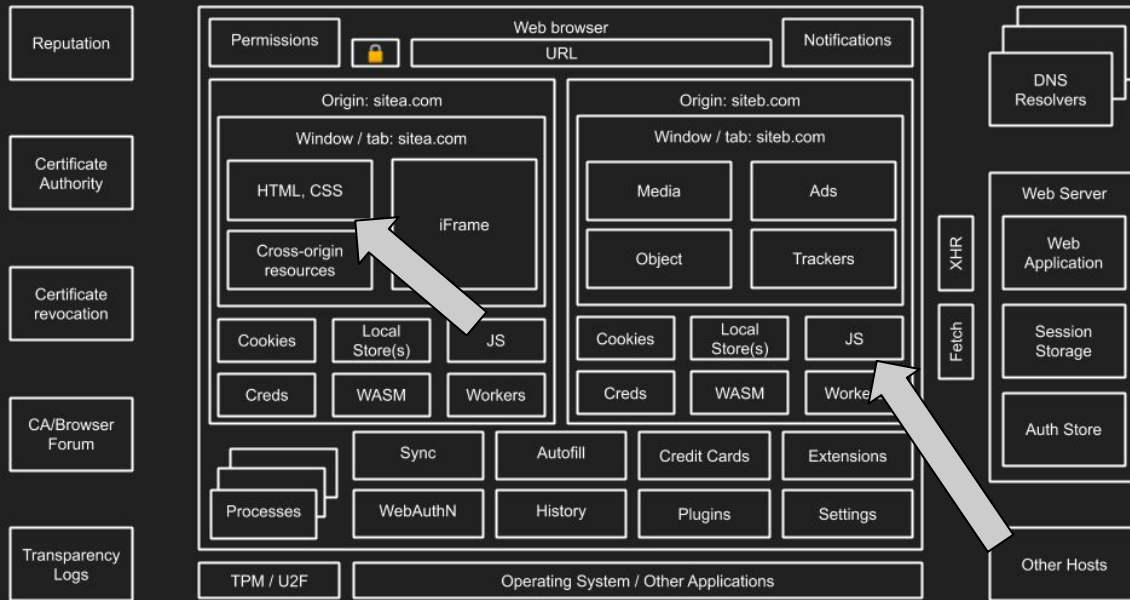 Reputation
Certificate
Authority
Certificate
revocation
CA/Browser
Forum
Transparency
Logs
Web browser
Permissions
URL
Notifications
Origin: sitea.com
Window / tab: sitea.com
HTML, CSS
iFrame
Cross-origin
resources
Cookies
Local
Store(s)
JS
Creds
WASM
Workers
Origin: siteb.com
Window / tab: siteb.com
Media
Ads
Object
Trackers
Cookies
Local
Store(s)
JS
Creds
WASM
Processes
Sync
Autofill
Credit Cards
Extensions
WebAuthN
History
Plugins
Settings
TPM / U2F
Operating System / Other Applications
XHR
Fetch
DNS
Resolvers
Web Server
Web
Application
Session
Storage
Auth Store
Other Hosts